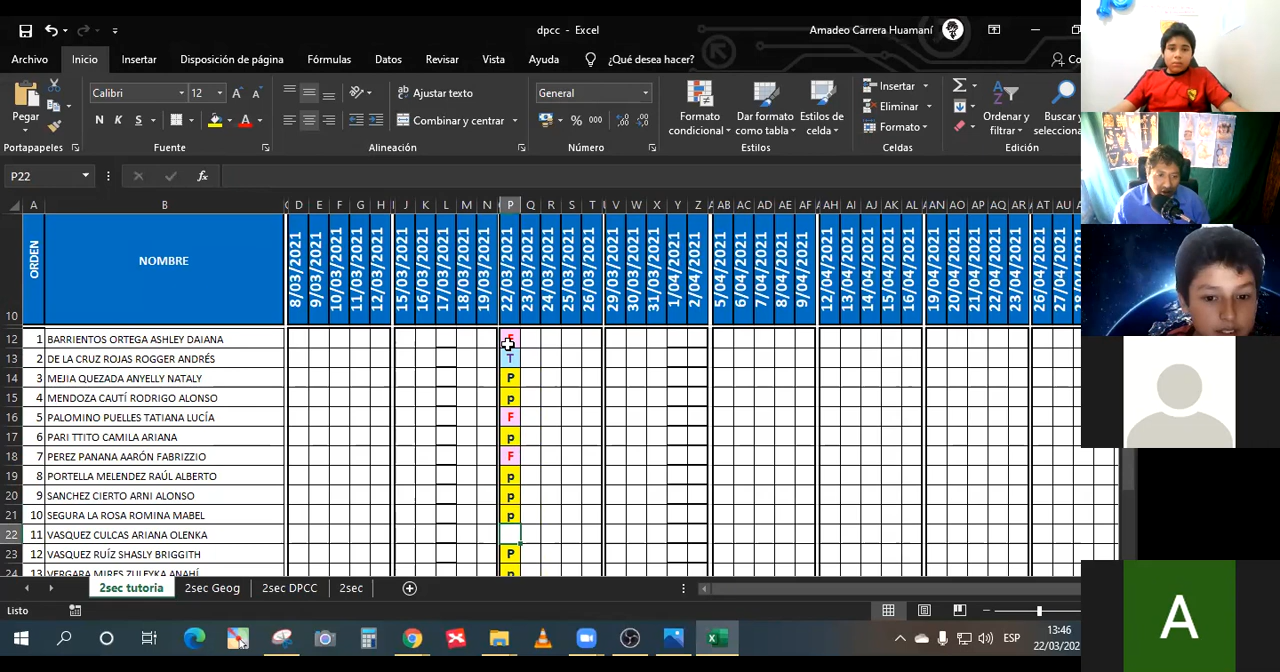 dpcc - Excel
Amadeo Carrera Huamaní
Archivo Inicio Insertar Disposición de página Fórmulas Datos Revisar Vista Ayuda ¿Qué desea hacer? Co
Pegar
Calibri 12
N K S
A A
Ajustar texto
Combinar y centrar
General
% 000
Formato condicional
Dar formato como tabla
Estilos de celda
Insertar
Eliminar
Formato
Ordenar y filtrar
Buscar y selecciona
Portapapeles Fuente Alineación Número Estilos Celdas Edición
P22 fx
A B D E F G H J K L M N P Q R S T V W X Y Z AB AC AD AE AF AH AI AJ AK AL AN AO AP AQ AR AT AU
10 ORDEN NOMBRE 8/03/2021 9/03/2021 10/03/2021 11/03/2021 12/03/2021 15/03/2021 16/03/2021 17/03/2021 18/03/2021 19/03/2021 22/03/2021 23/03/2021 24/03/2021 25/03/2021 26/03/2021 29/03/2021 30/03/2021 31/03/2021 1/04/2021 2/04/2021 5/04/2021 6/04/2021 7/04/2021 8/04/2021 9/04/2021 12/04/2021 13/04/2021 14/04/2021 15/04/2021 16/04/2021 19/04/2021 20/04/2021 21/04/2021 22/04/2021 23/04/2021 26/04/2021 27/04/2021
12 1 BARRIENTOS ORTEGA ASHLEY DAIANA F
13 2 DE LA CRUZ ROJAS ROGGER ANDRÉS T
14 3 MEJIA QUEZADA ANYELLY NATALY P
15 4 MENDOZA CAUTÍ RODRIGO ALONSO p
16 5 PALOMINO PUELLES TATIANA LUCÍA F
17 6 PARI TTITO CAMILA ARIANA p
18 7 PEREZ PANANA AARÓN FABRIZZIO F
19 8 PORTELLA MELENDEZ RAÚL ALBERTO p
20 9 SANCHEZ CIERTO ARNI ALONSO p
21 10 SEGURA LA ROSA ROMINA MABEL p
22 11 VASQUEZ CULCAS ARIANA OLENKA
23 12 VASQUEZ RUÍZ SHASLY BRIGGITH P
24 13 VERGARA MIRES ZULEYKA ANAHÍ p
2sec tutoria 2sec Geog 2sec DPCC 2sec
Listo
ESP
13:46
22/03/202
A